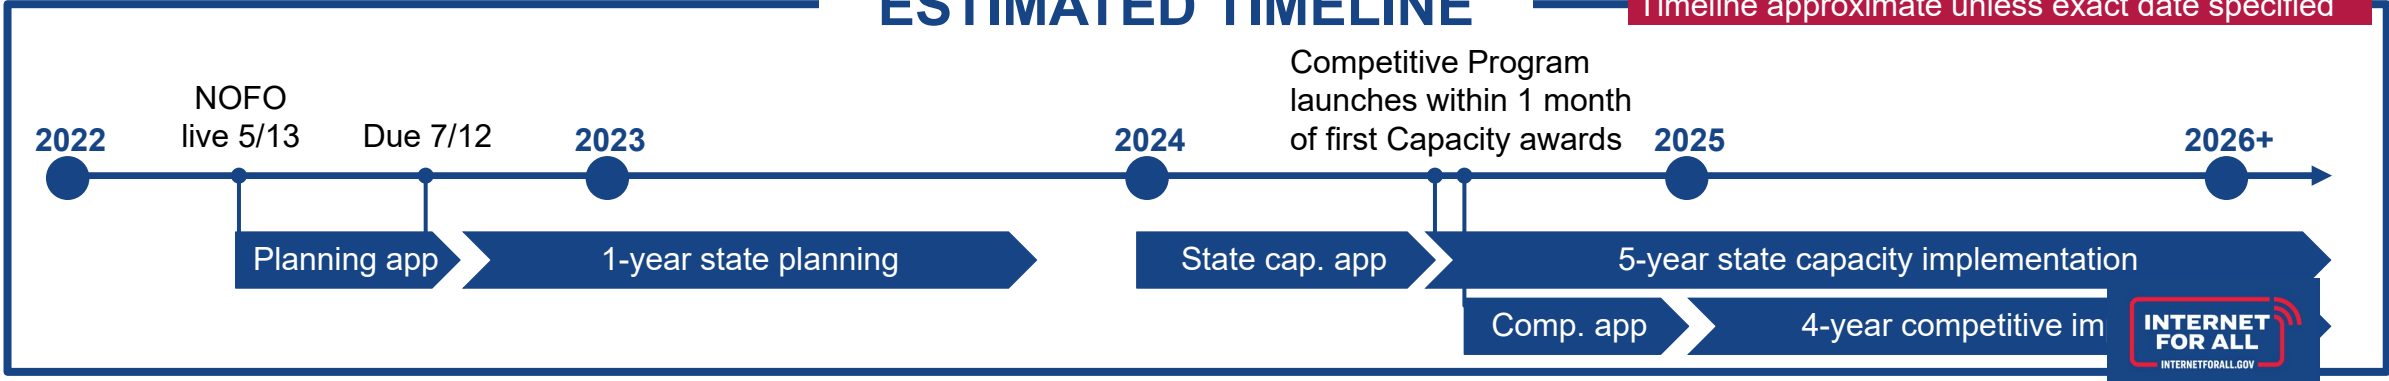 ESTIMATED TIMELINE
Timeline approximate unless exact date specified
Competitive Program
launches within 1 month
of first Capacity awards
NOFO
live 5/13
Due 7/12
2022
2023
2024
2025
2026+
Planning app
1-year state planning
State cap. app
5-year state capacity implementation
Comp. app
4-year competitive im
INTERNET
FOR ALL
INTERNETFORALL.GOV